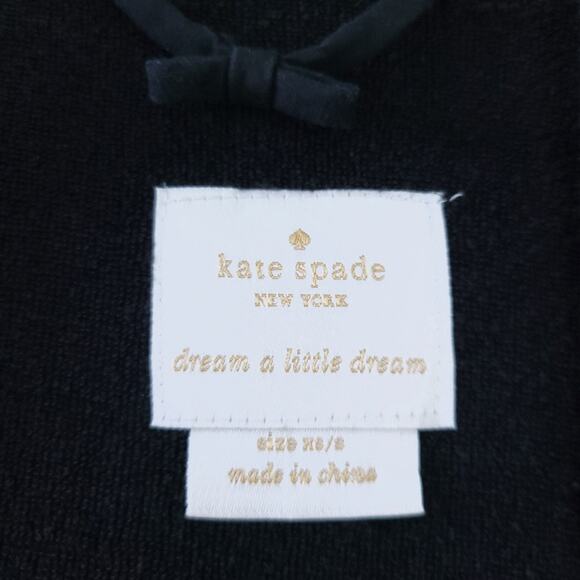 kate spade
NEW YORK
dream a little dream
size xs/s
made in china